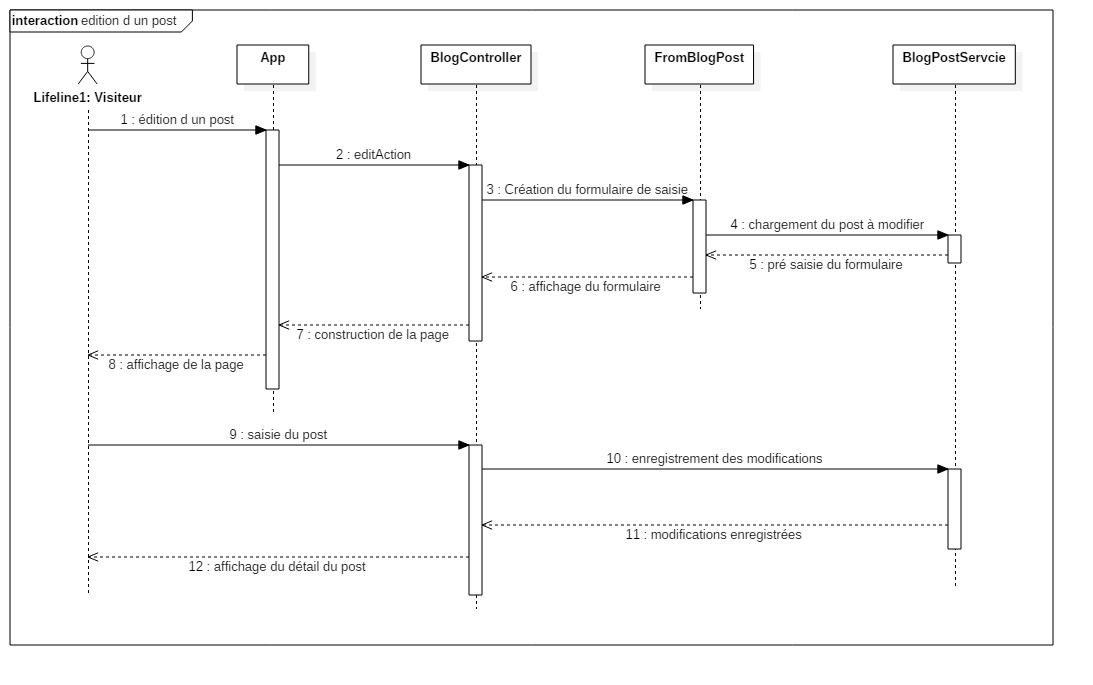 interaction edition d un post
App
BlogController
FromBlogPost
BlogPostServcie
Lifeline1: Visiteur
1 : édition d un post
2 : editAction
3 : Création du formulaire de saisie
4 : chargement du post à modifier
5 : pré saisie du formulaire
6 : affichage du formulaire
7 : construction de la page
8 : affichage de la page
9 : saisie du post
10 : enregistrement des modifications
11 : modifications enregistrées
12 : affichage du détail du post